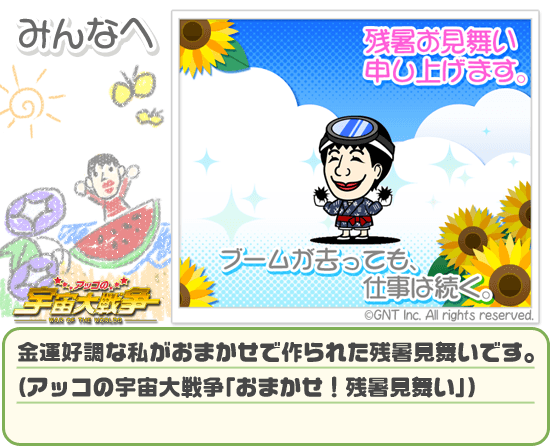 みんなへ
残暑お見舞い
申し上げます。
ブームが去っても、
仕事は続く。
アッコの
宇宙大戦争
WAR OF THE WORLDS
©GNT Inc. All rights reserved.
金運好調な私がおまかせで作られた残暑見舞いです。
(アッコの宇宙大戦争「おまかせ！残暑見舞い」)